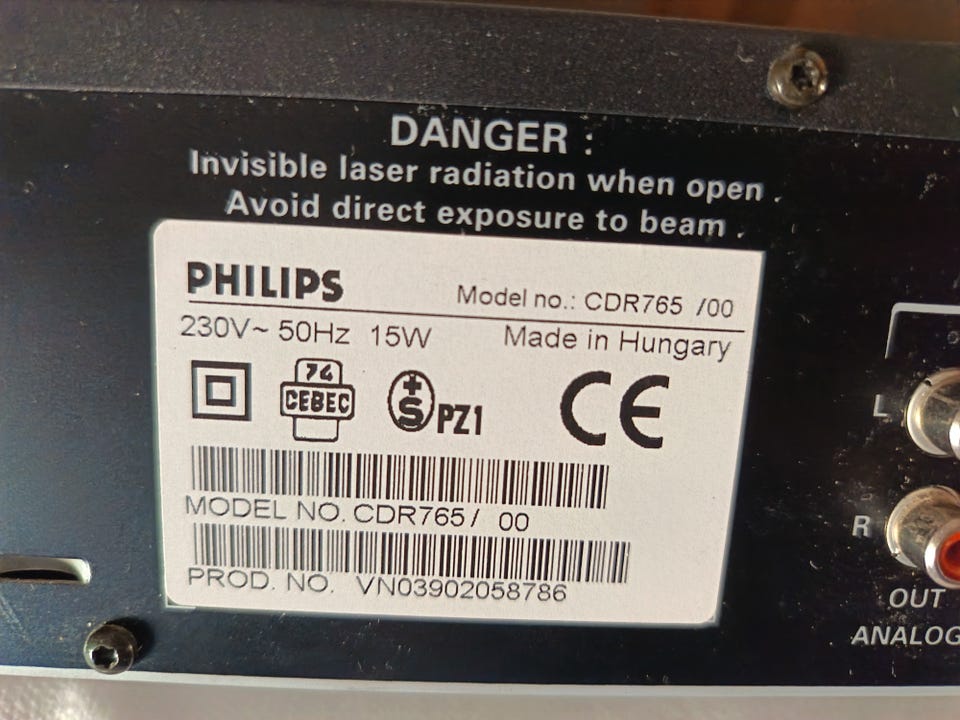 DANGER :
Invisible laser radiation when open .
Avoid direct exposure to beam .
PHILIPS
Model no.: CDR765 /00
230V~ 50Hz 15W
Made in Hungary
74
CEBEC
+
S
PZ1
CE
MODEL NO. CDR765/ 00
PROD. NO. VN03902058786
L
R
OUT
ANALOG